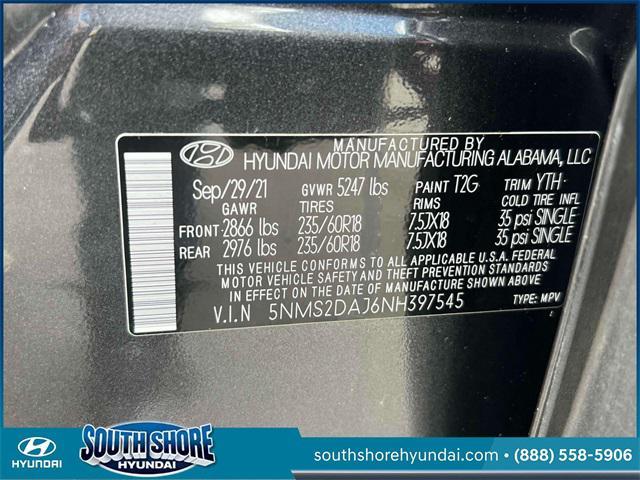 MANUFACTURED BY
HYUNDAI MOTOR MANUFACTURING ALABAMA, LLC
Sep/29/21 GVWR 5247 lbs PAINT T2G TRIM YTH
GAWR TIRES RIMS COLD TIRE INFL
FRONT 2866 lbs 235/60R18 7.5JX18 35 psi SINGLE
REAR 2976 lbs 235/60R18 7.5JX18 35 psi SINGLE
THIS VEHICLE CONFORMS TO ALL APPLICABLE U.S.A. FEDERAL
MOTOR VEHICLE SAFETY AND THEFT PREVENTION STANDARDS
IN EFFECT ON THE DATE OF MANUFACTURE SHOWN ABOVE
V.I.N 5NMS2DAJ6NH397545 TYPE: MPV
HYUNDAI
SOUTH SHORE
HYUNDAI
southshorehyundai.com • (888) 558-5906